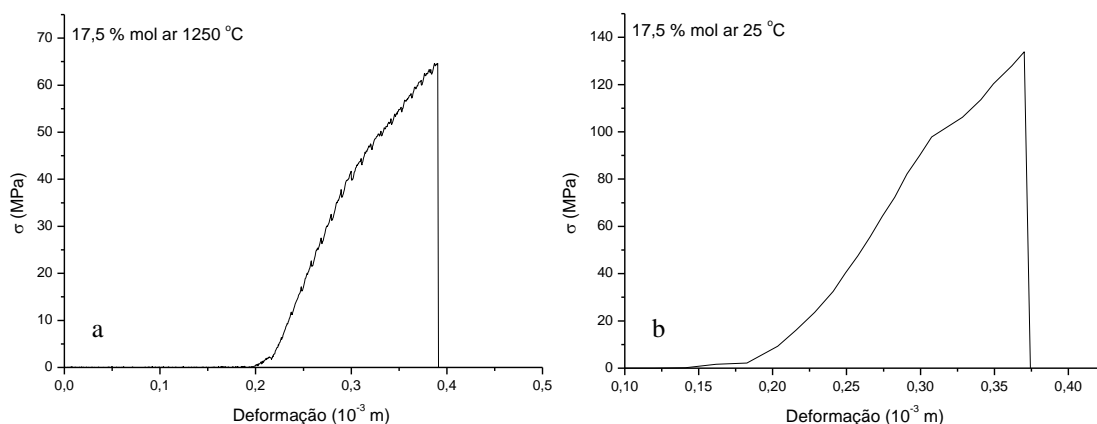 17,5 % mol ar 1250 °C
70
60
50
40
30
20
10
0
σ (MPa)
a
0,0 0,1 0,2 0,3 0,4 0,5
Deformação (10⁻³ m)
17,5 % mol ar 25 °C
140
120
100
80
60
40
20
0
σ (MPa)
b
0,10 0,15 0,20 0,25 0,30 0,35 0,40
Deformação (10⁻³ m)